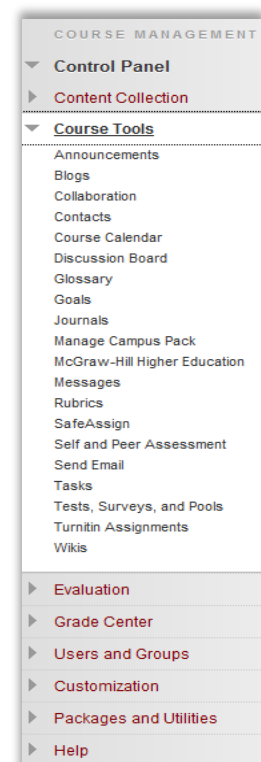 COURSE MANAGEMENT
Control Panel
Content Collection
Course Tools
Announcements
Blogs
Collaboration
Contacts
Course Calendar
Discussion Board
Glossary
Goals
Journals
Manage Campus Pack
McGraw-Hill Higher Education
Messages
Rubrics
SafeAssign
Self and Peer Assessment
Send Email
Tasks
Tests, Surveys, and Pools
Turnitin Assignments
Wikis
Evaluation
Grade Center
Users and Groups
Customization
Packages and Utilities
Help